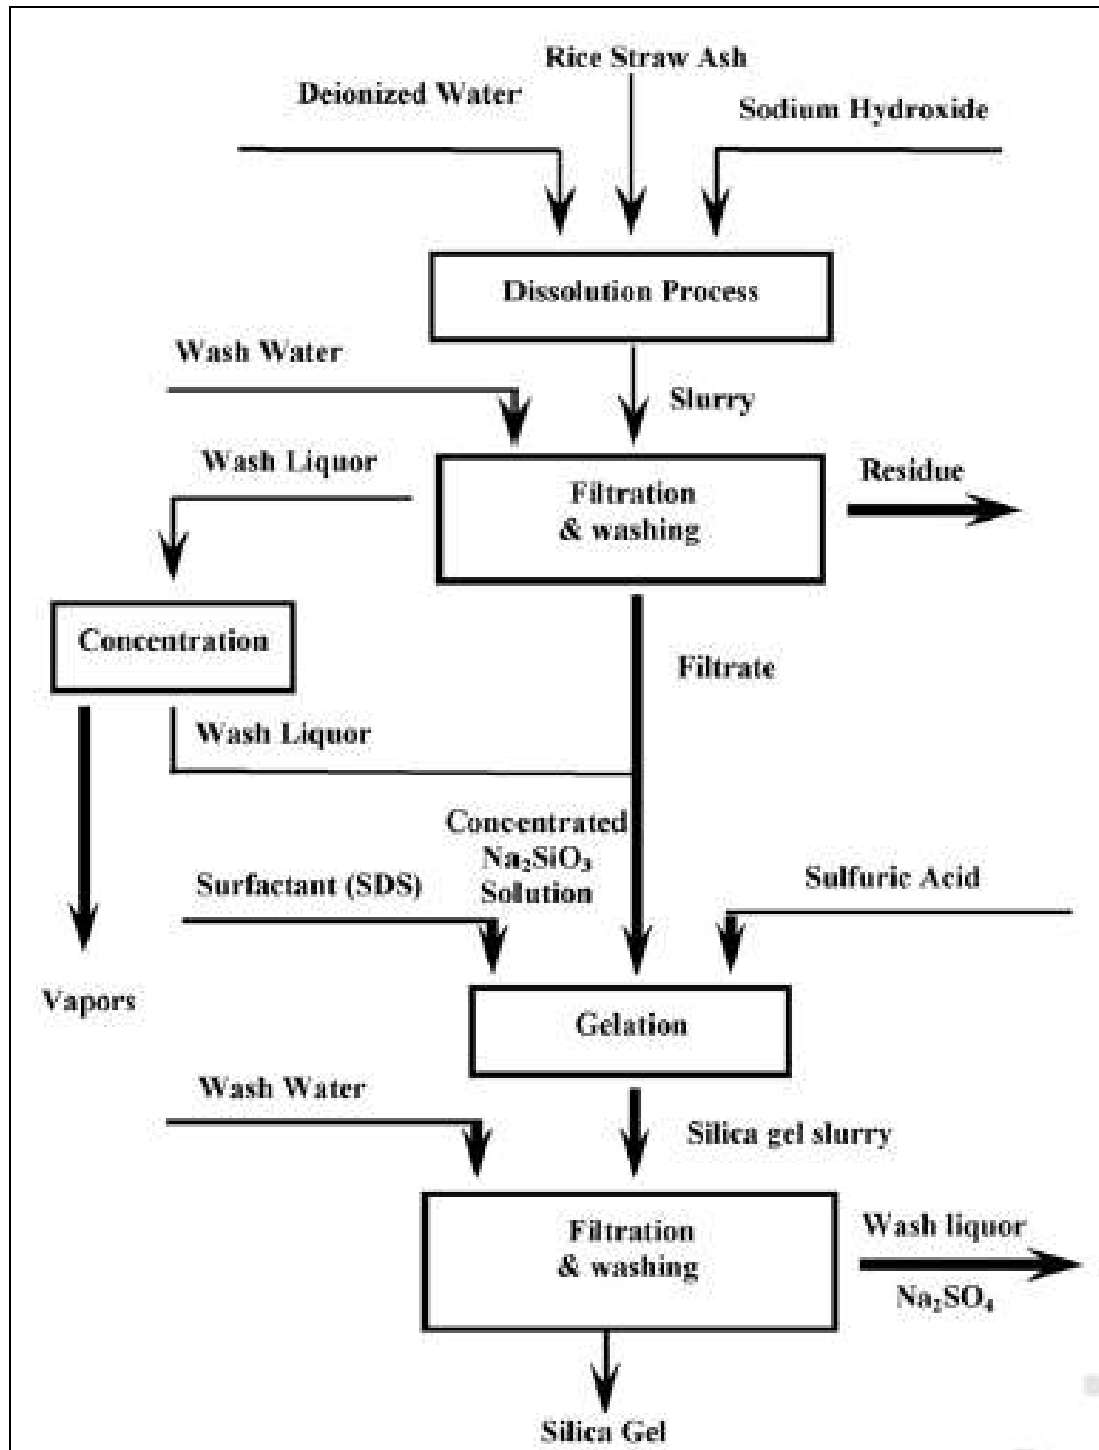 Rice Straw Ash
Deionized Water
Sodium Hydroxide
Dissolution Process
Wash Water
Slurry
Wash Liquor
Filtration
& washing
Residue
Concentration
Filtrate
Wash Liquor
Concentrated
Na₂SiO₃
Solution
Surfactant (SDS)
Sulfuric Acid
Vapors
Gelation
Wash Water
Silica gel slurry
Filtration
& washing
Wash liquor
Na₂SO₄
Silica Gel